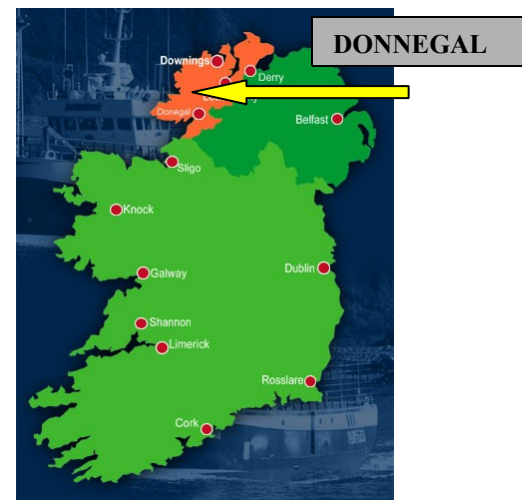 DONNEGAL
Downings
Derry
Donegal
Belfast
Sligo
Knock
Galway
Dublin
Shannon
Limerick
Rosslare
Cork